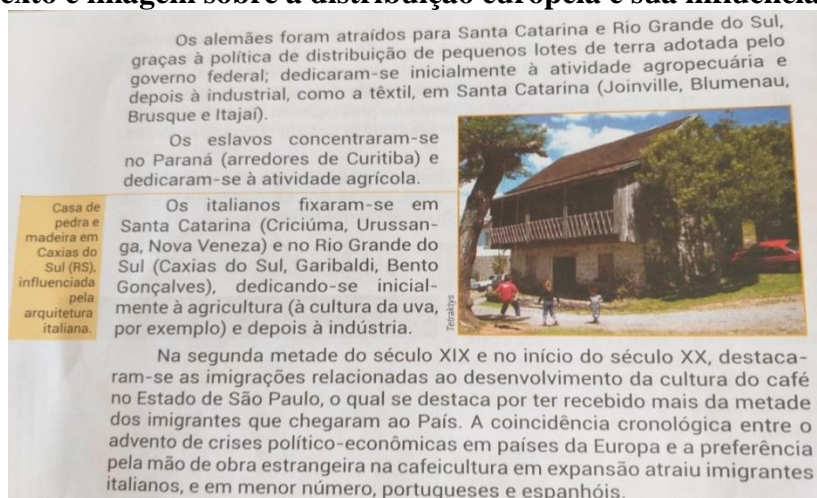 exto e imagem sobre a distribuição europeia e sua influência
Os alemães foram atraídos para Santa Catarina e Rio Grande do Sul,
graças à política de distribuição de pequenos lotes de terra adotada pelo
governo federal; dedicaram-se inicialmente à atividade agropecuária e
depois à industrial, como a têxtil, em Santa Catarina (Joinville, Blumenau,
Brusque e Itajaí).
Os eslavos concentraram-se
no Paraná (arredores de Curitiba) e
dedicaram-se à atividade agrícola.
Os italianos fixaram-se em
Santa Catarina (Criciúma, Urussan-
ga, Nova Veneza) e no Rio Grande do
Sul (Caxias do Sul, Garibaldi, Bento
Gonçalves), dedicando-se inicial-
mente à agricultura (à cultura da uva,
por exemplo) e depois à indústria.
Casa de
pedra e
madeira em
Caxias do
Sul (RS),
influenciada
pela
arquitetura
italiana.
Tetraktys
Na segunda metade do século XIX e no início do século XX, destaca-
ram-se as imigrações relacionadas ao desenvolvimento da cultura do café
no Estado de São Paulo, o qual se destaca por ter recebido mais da metade
dos imigrantes que chegaram ao País. A coincidência cronológica entre o
advento de crises político-econômicas em países da Europa e a preferência
pela mão de obra estrangeira na cafeicultura em expansão atraiu imigrantes
italianos, e em menor número, portugueses e espanhóis.